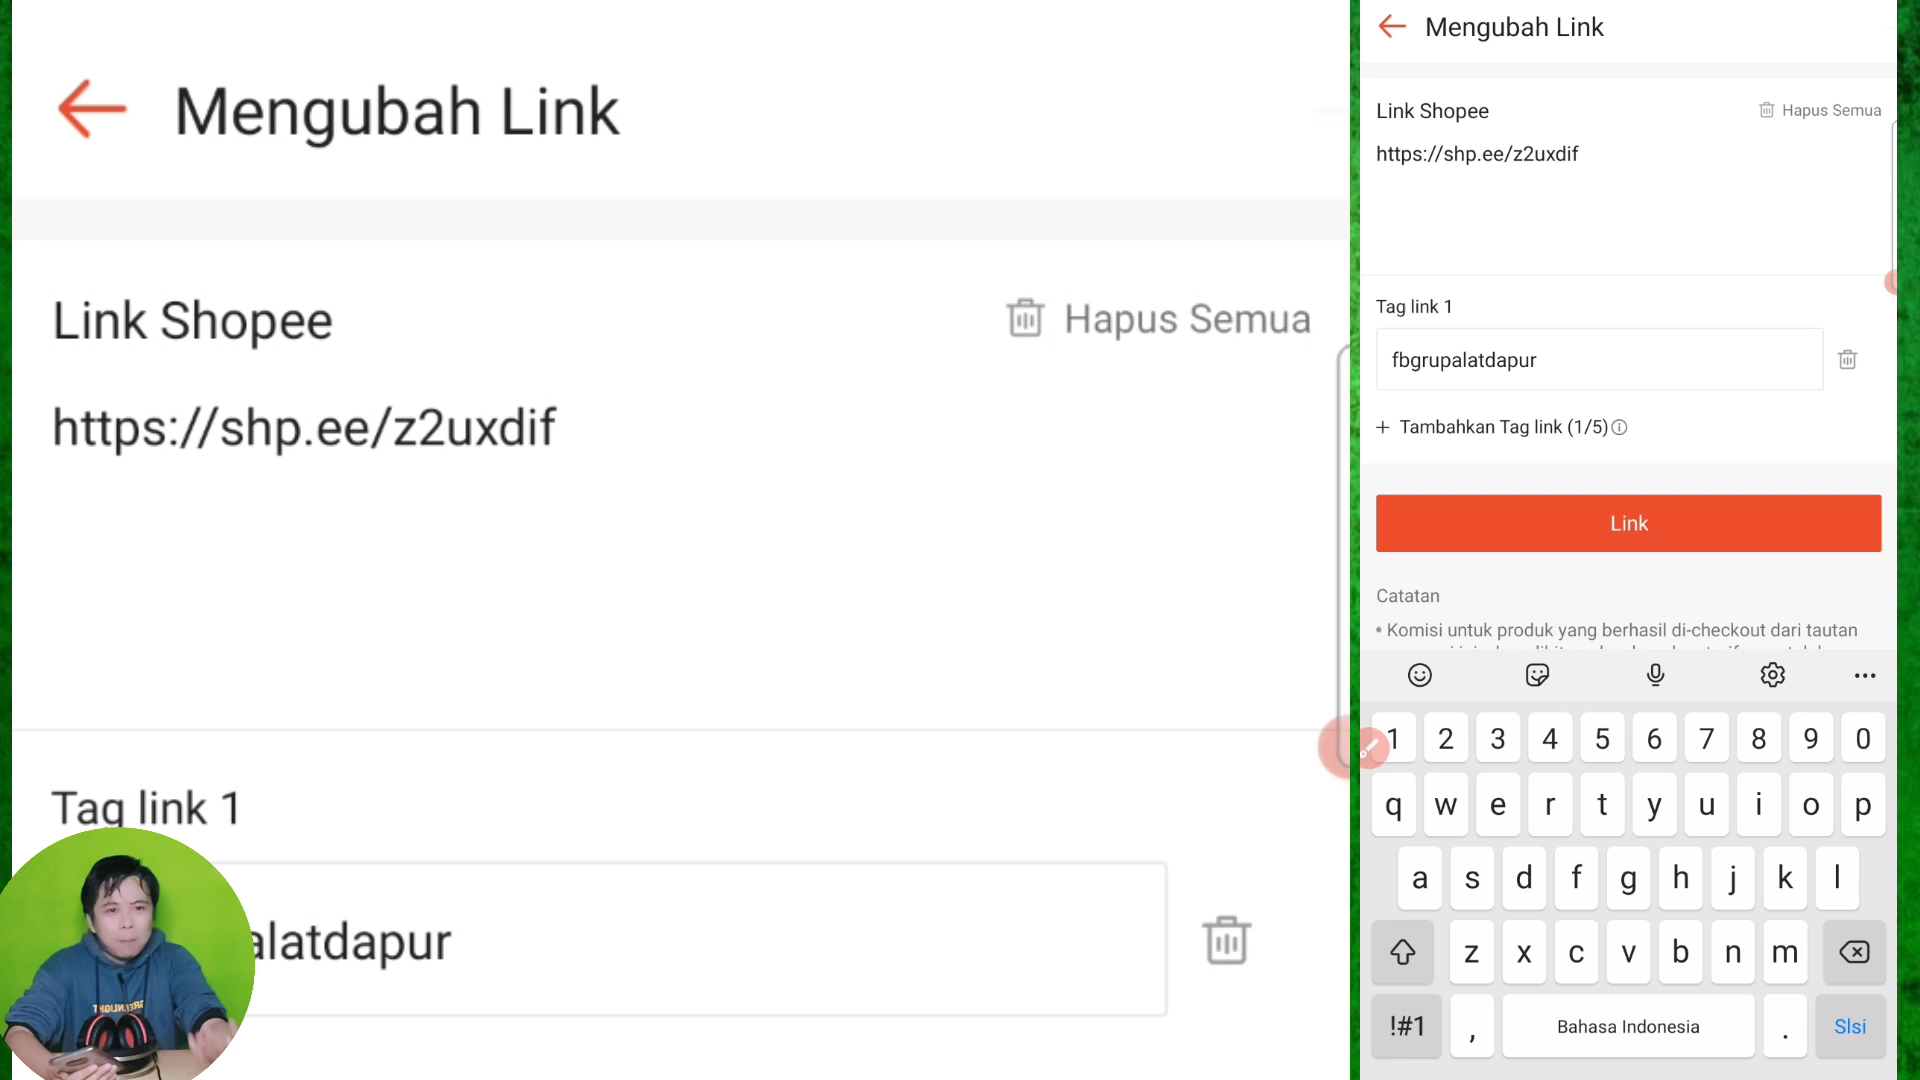 Mengubah Link
Link Shopee
Hapus Semua
https://shp.ee/z2uxdif
Tag link 1
alatdapur
Mengubah Link
Link Shopee
Hapus Semua
https://shp.ee/z2uxdif
Tag link 1
fbgrupalatdapur
+ Tambahkan Tag link (1/5)
Link
Catatan
• Komisi untuk produk yang berhasil di-checkout dari tautan
1 2 3 4 5 6 7 8 9 0
q w e r t y u i o p
a s d f g h j k l
z x c v b n m
!#1 , Bahasa Indonesia . Slsi